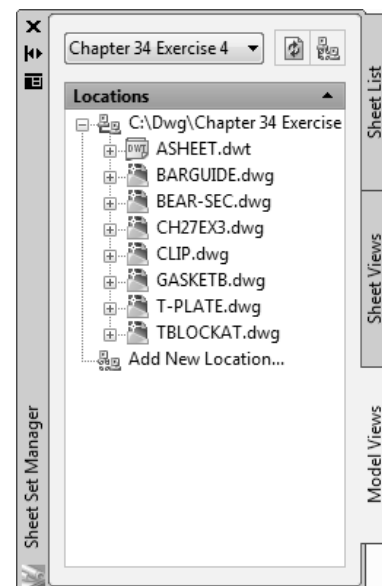 Chapter 34 Exercise 4
Locations
C:\Dwg\Chapter 34 Exercise
DWT ASHEET.dwt
BARGUIDE.dwg
BEAR-SEC.dwg
CH27EX3.dwg
CLIP.dwg
GASKETB.dwg
T-PLATE.dwg
TBLOCKAT.dwg
Add New Location...
Sheet List
Sheet Views
Model Views
Sheet Set Manager